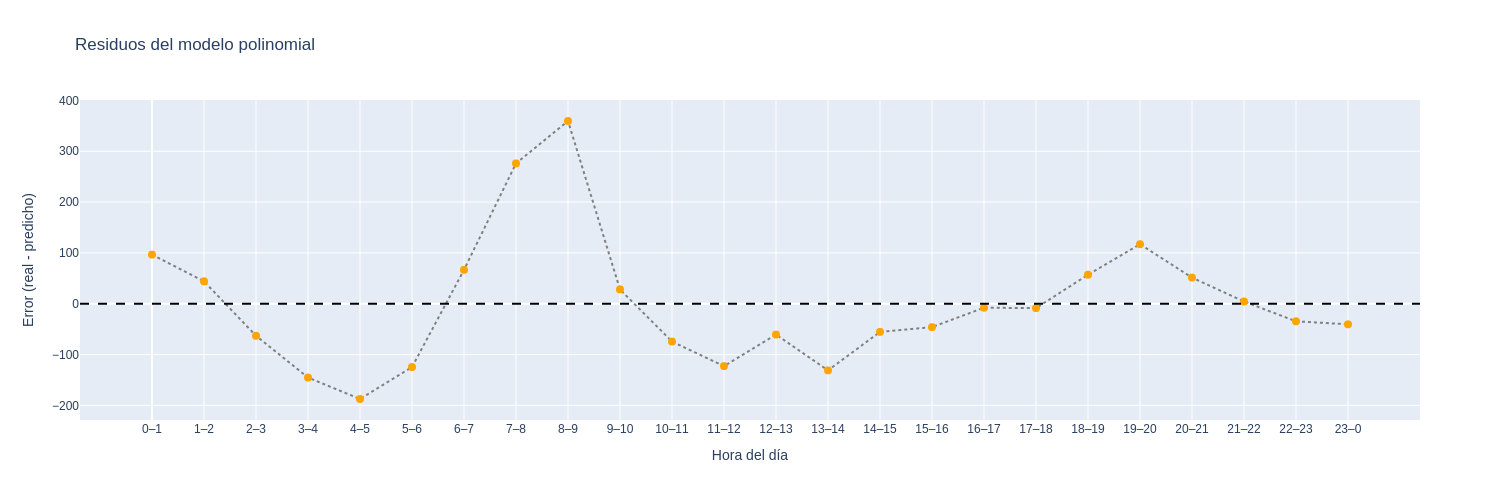 Residuos del modelo polinomial
Error (real - predicho)
400
300
200
100
0
−100
−200
0–1 1–2 2–3 3–4 4–5 5–6 6–7 7–8 8–9 9–10 10–11 11–12 12–13 13–14 14–15 15–16 16–17 17–18 18–19 19–20 20–21 21–22 22–23 23–0
Hora del día